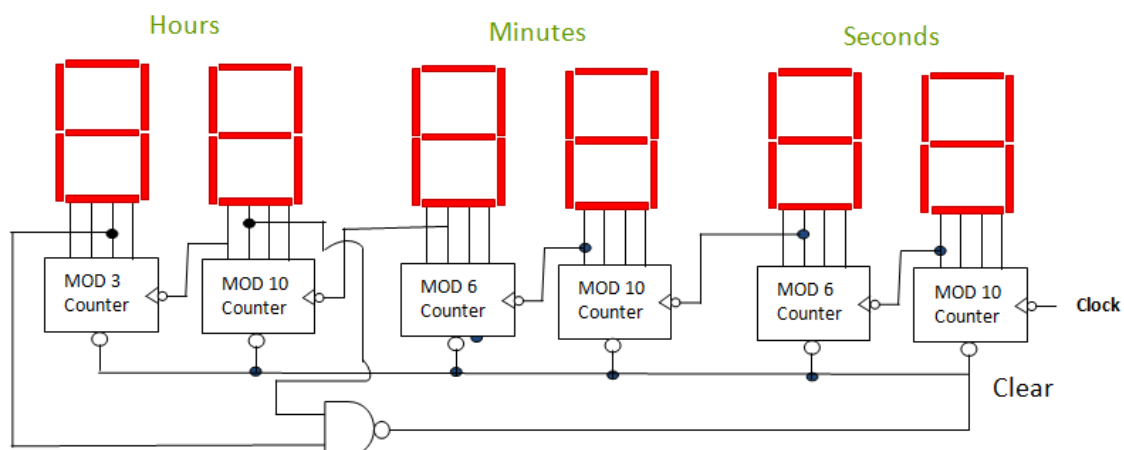 Hours
Minutes
Seconds
MOD 3
Counter
MOD 10
Counter
MOD 6
Counter
MOD 10
Counter
MOD 6
Counter
MOD 10
Counter
Clock
Clear